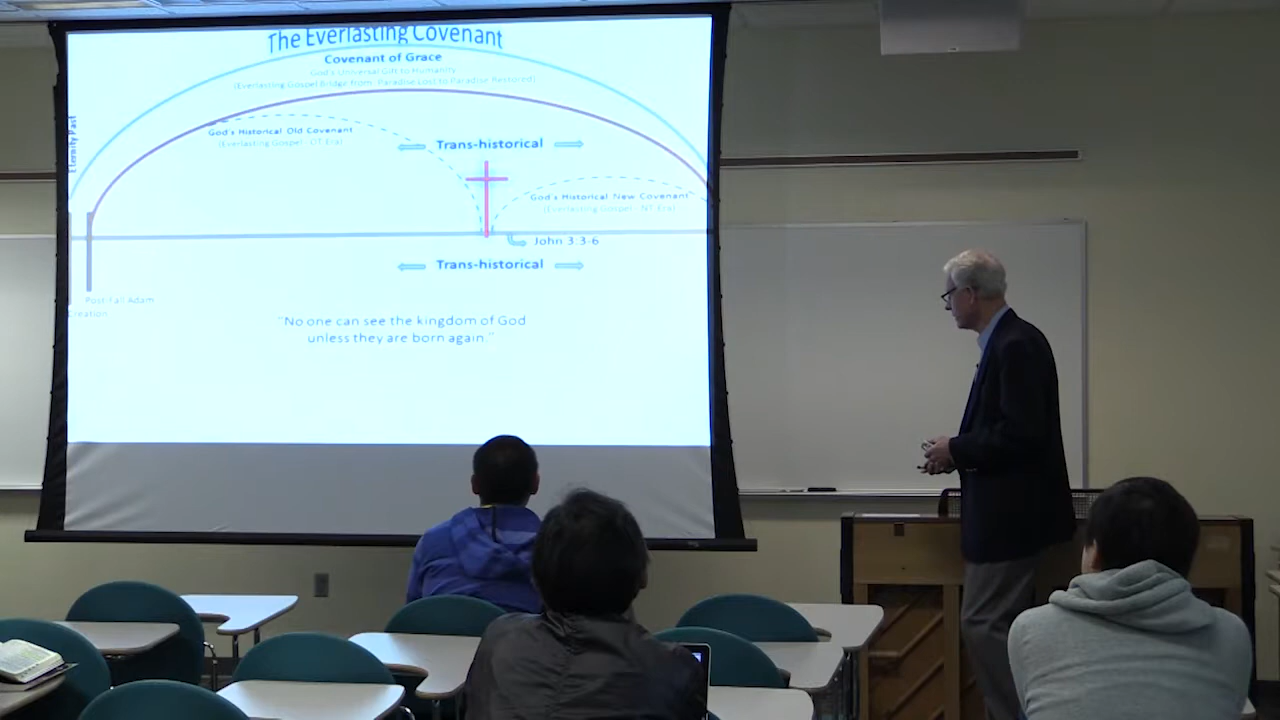 The Everlasting Covenant
Covenant of Grace
God's Universal Gift to Humanity
(Everlasting Gospel Bridge from Paradise Lost to Paradise Restored)
Eternity Past
God's Historical Old Covenant
(Everlasting Gospel - OT Era)
Trans-historical
God's Historical New Covenant
(Everlasting Gospel - NT Era)
John 3:3-6
Trans-historical
Post-Fall Adam
Creation
"No one can see the kingdom of God
unless they are born again."